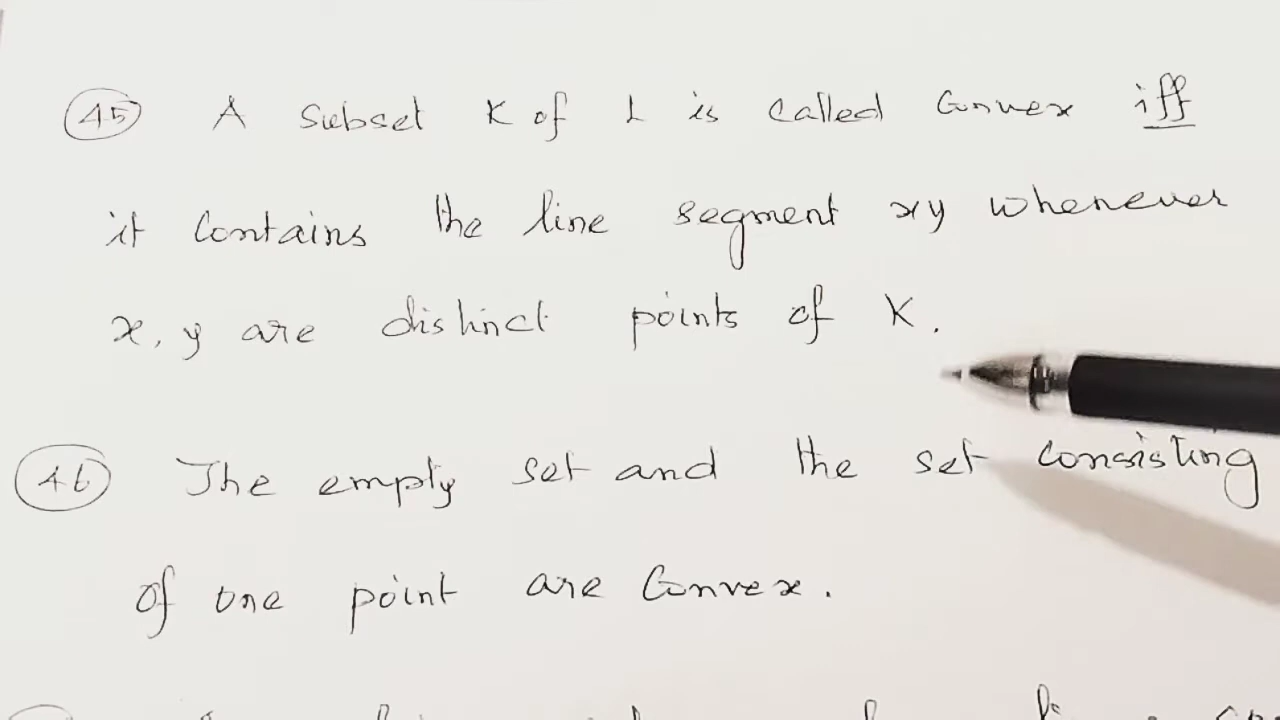 45 A subset K of L is called Convex iff
it contains the line segment xy whenever
x, y are distinct points of K.
46 The empty set and the set consisting
of one point are Convex.